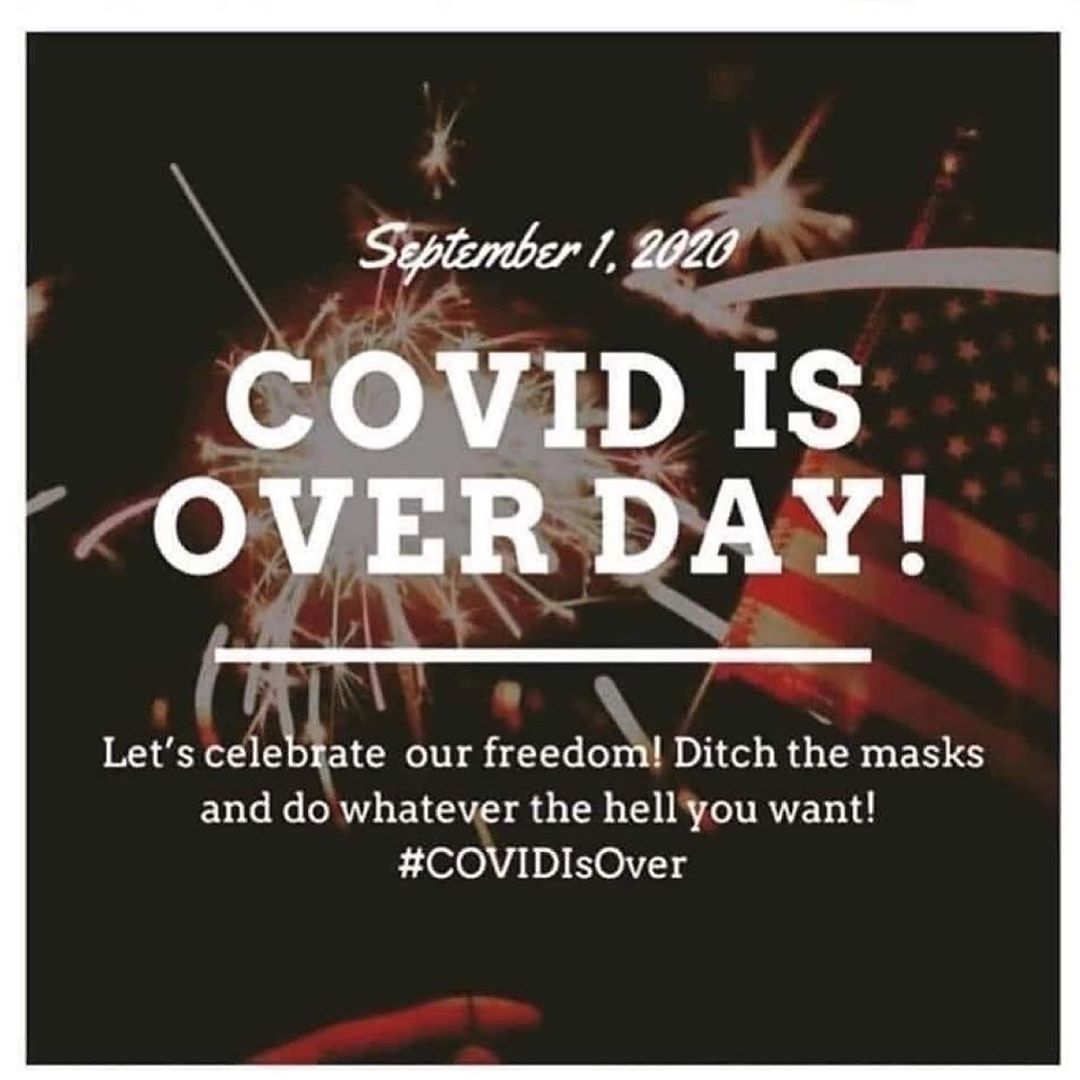 September 1, 2020
COVID IS
OVER DAY!
Let's celebrate our freedom! Ditch the masks
and do whatever the hell you want!
#COVIDIsOver